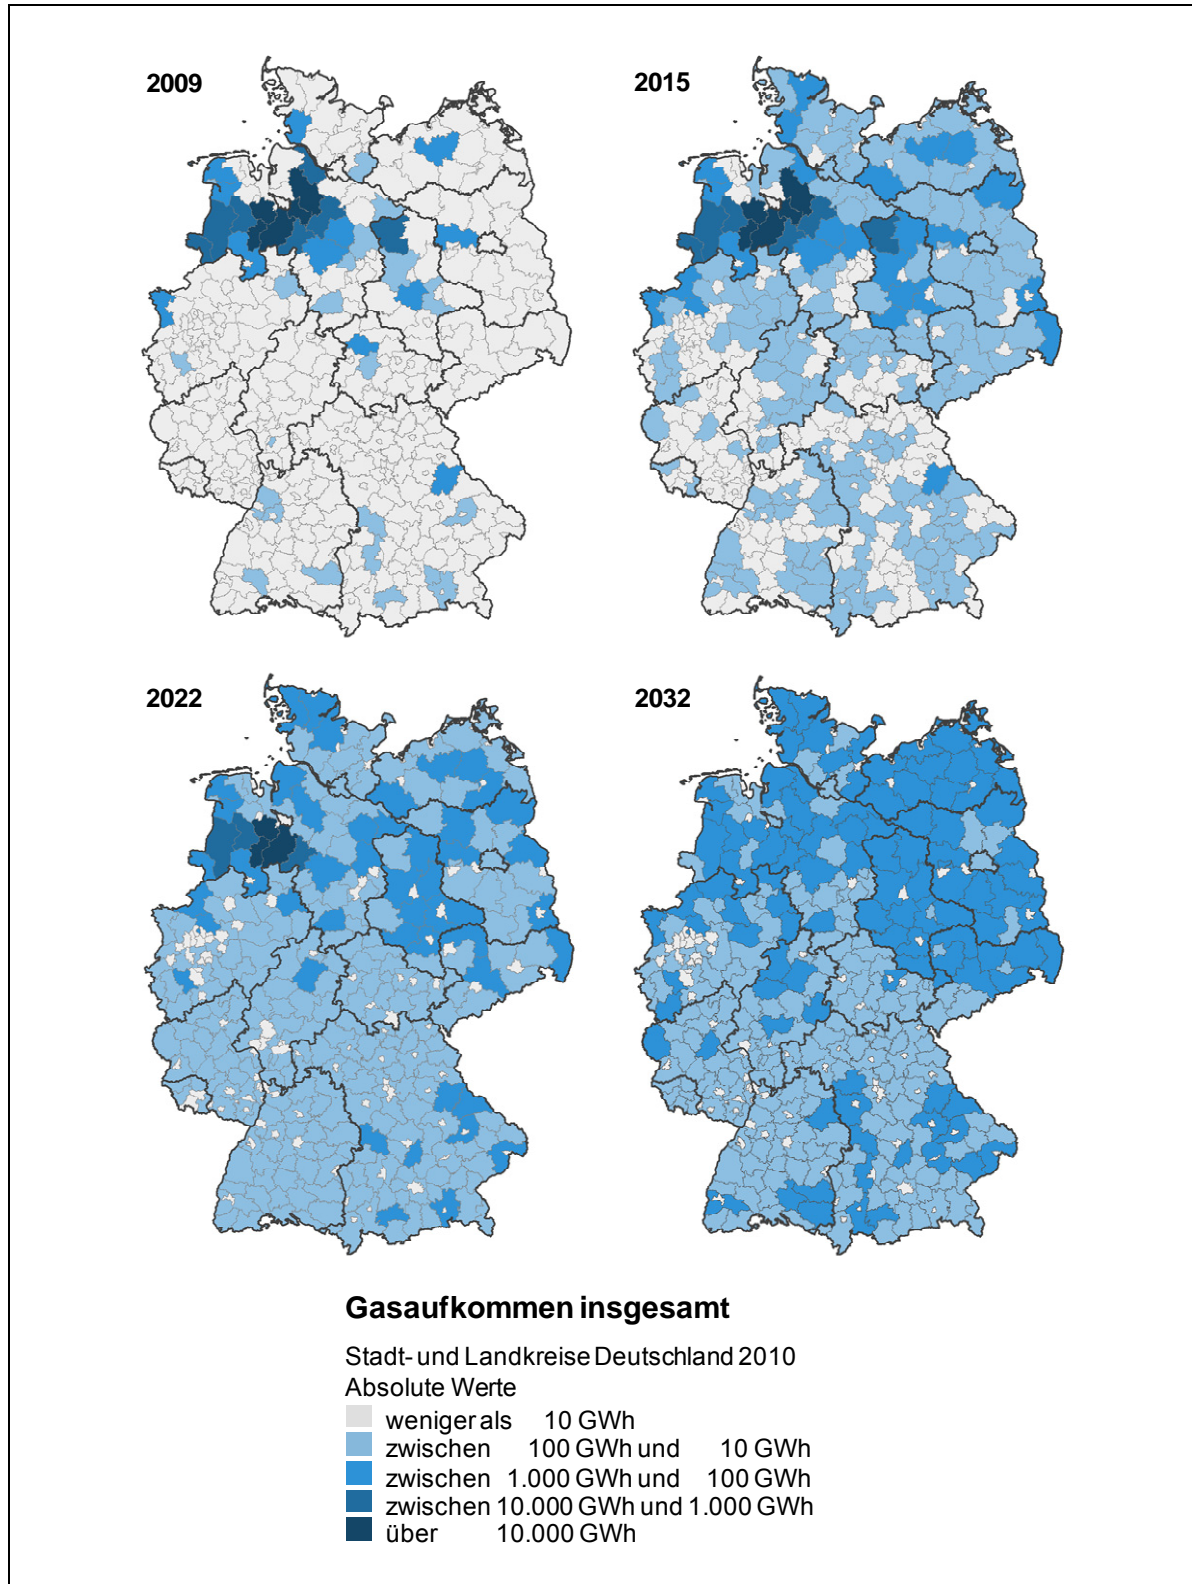 2009
2015
2022
2032
Gasaufkommen insgesamt
Stadt- und Landkreise Deutschland 2010
Absolute Werte
weniger als 10 GWh
zwischen 100 GWh und 10 GWh
zwischen 1.000 GWh und 100 GWh
zwischen 10.000 GWh und 1.000 GWh
über 10.000 GWh